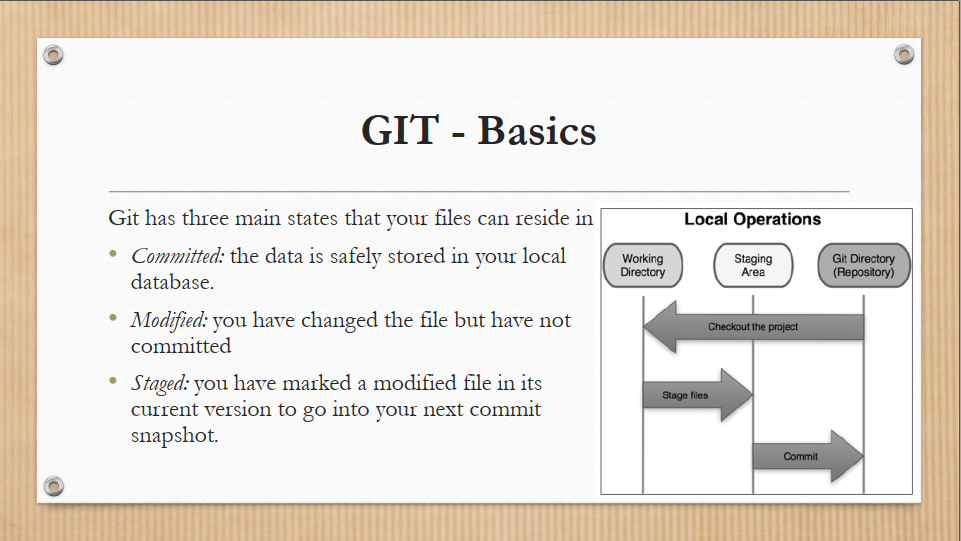 GIT - Basics
Git has three main states that your files can reside in
• Committed: the data is safely stored in your local
database.
• Modified: you have changed the file but have not
committed
• Staged: you have marked a modified file in its
current version to go into your next commit
snapshot.
Local Operations
Working
Directory
Staging
Area
Git Directory
(Repository)
Checkout the project
Stage files
Commit